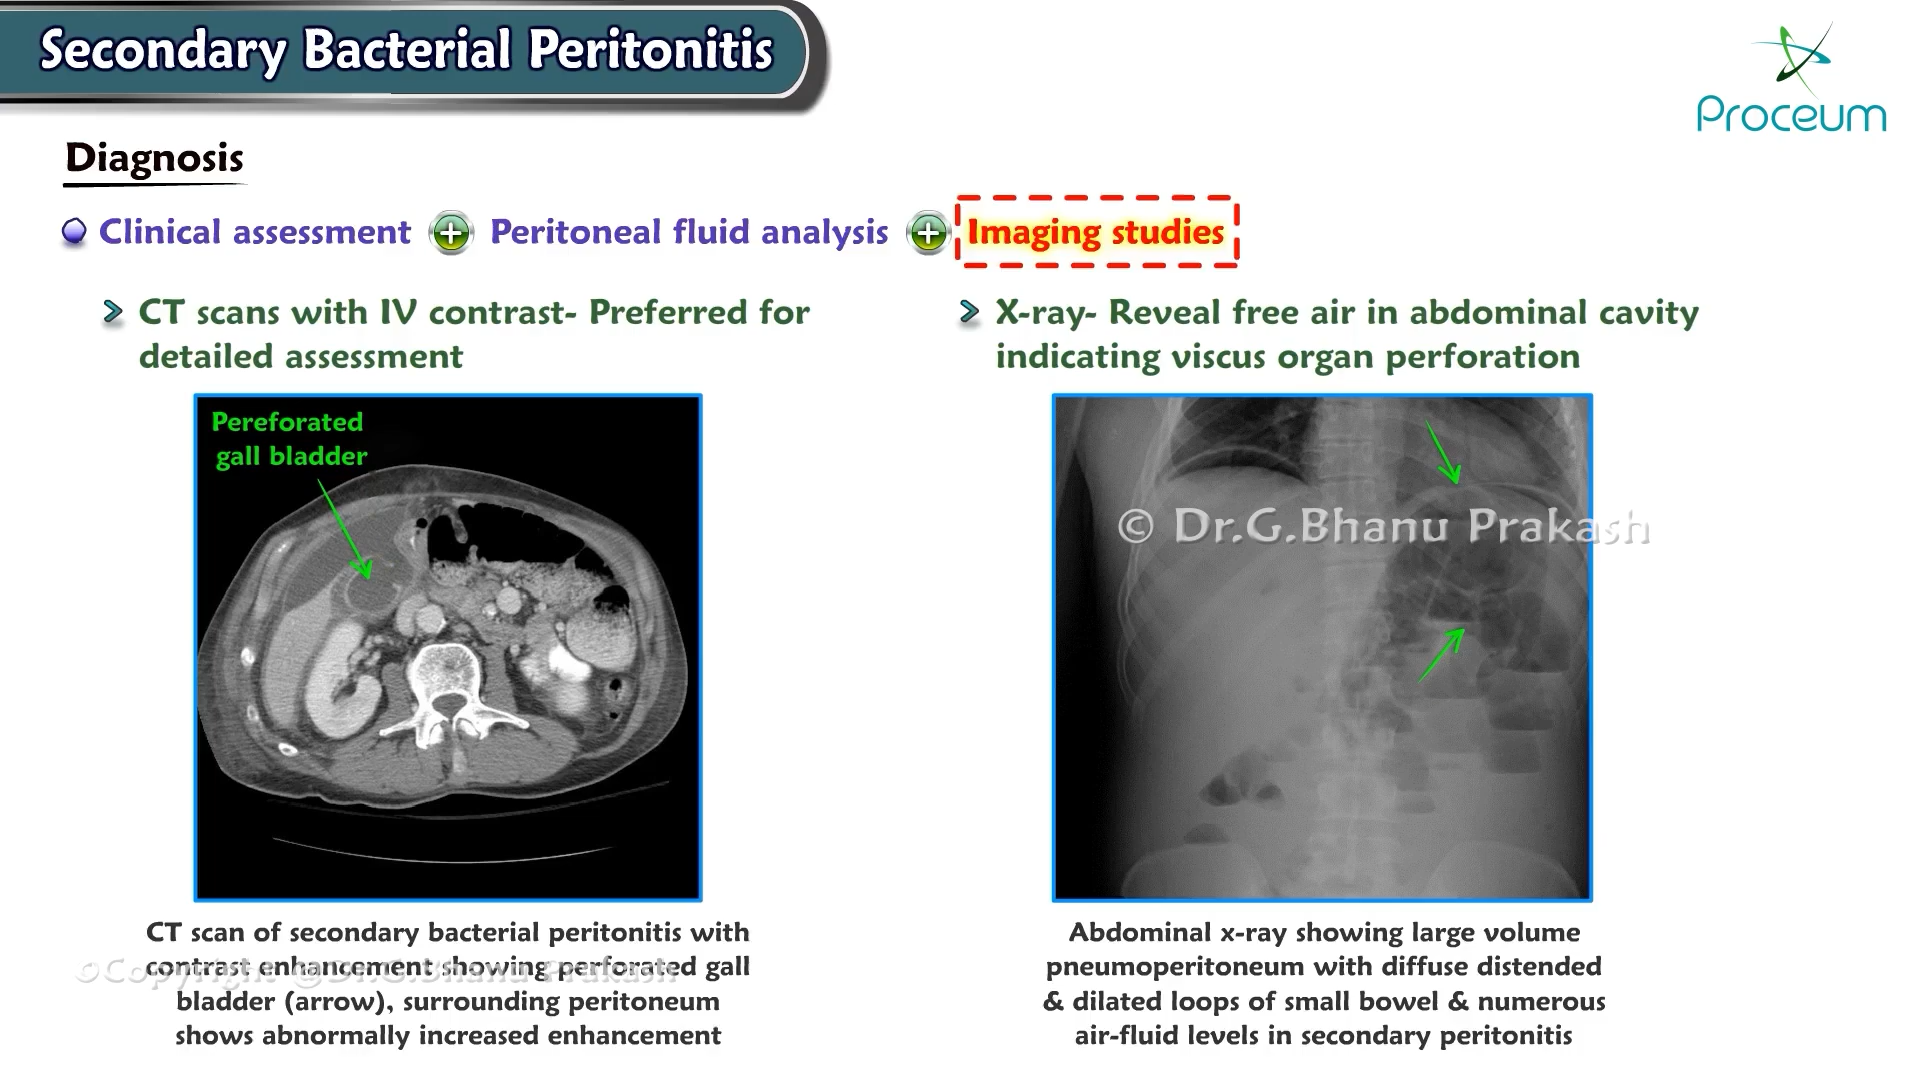 Secondary Bacterial Peritonitis
Proceum
Diagnosis
Clinical assessment + Peritoneal fluid analysis + Imaging studies
CT scans with IV contrast- Preferred for
detailed assessment
Pereforated
gall bladder
CT scan of secondary bacterial peritonitis with
contrast enhancement showing perforated gall
bladder (arrow), surrounding peritoneum
shows abnormally increased enhancement
©Copyright @Dr.G.Bhanu Prakash
X-ray- Reveal free air in abdominal cavity
indicating viscus organ perforation
© Dr.G.Bhanu Prakash
Abdominal x-ray showing large volume
pneumoperitoneum with diffuse distended
& dilated loops of small bowel & numerous
air-fluid levels in secondary peritonitis